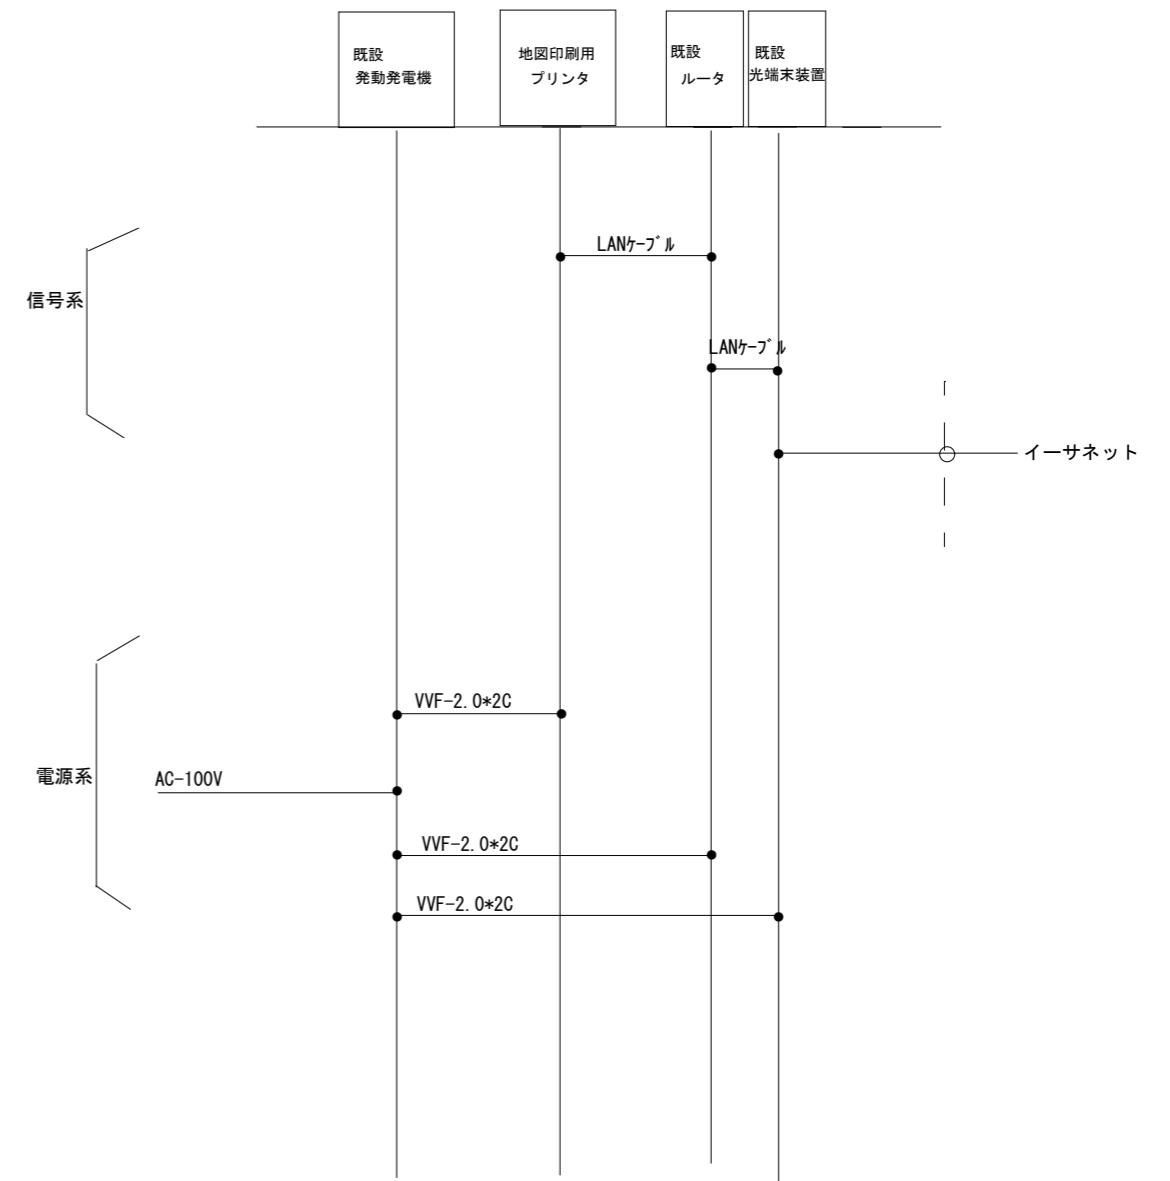 既設
発動発電機
地図印刷用
プリンタ
既設
ルータ
既設
光端末装置
LANｹｰﾌﾞﾙ
信号系
LANｹｰﾌﾞﾙ
イーサネット
VVF-2.0*2C
電源系
AC-100V
VVF-2.0*2C
VVF-2.0*2C